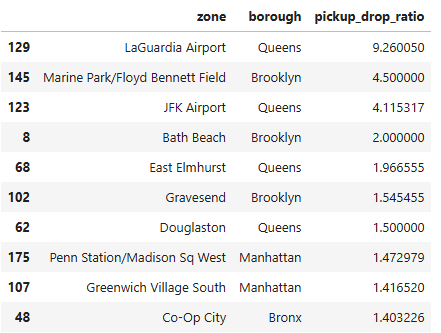 zone borough pickup_drop_ratio
129 LaGuardia Airport Queens 9.260050
145 Marine Park/Floyd Bennett Field Brooklyn 4.500000
123 JFK Airport Queens 4.115317
8 Bath Beach Brooklyn 2.000000
68 East Elmhurst Queens 1.966555
102 Gravesend Brooklyn 1.545455
62 Douglaston Queens 1.500000
175 Penn Station/Madison Sq West Manhattan 1.472979
107 Greenwich Village South Manhattan 1.416520
48 Co-Op City Bronx 1.403226